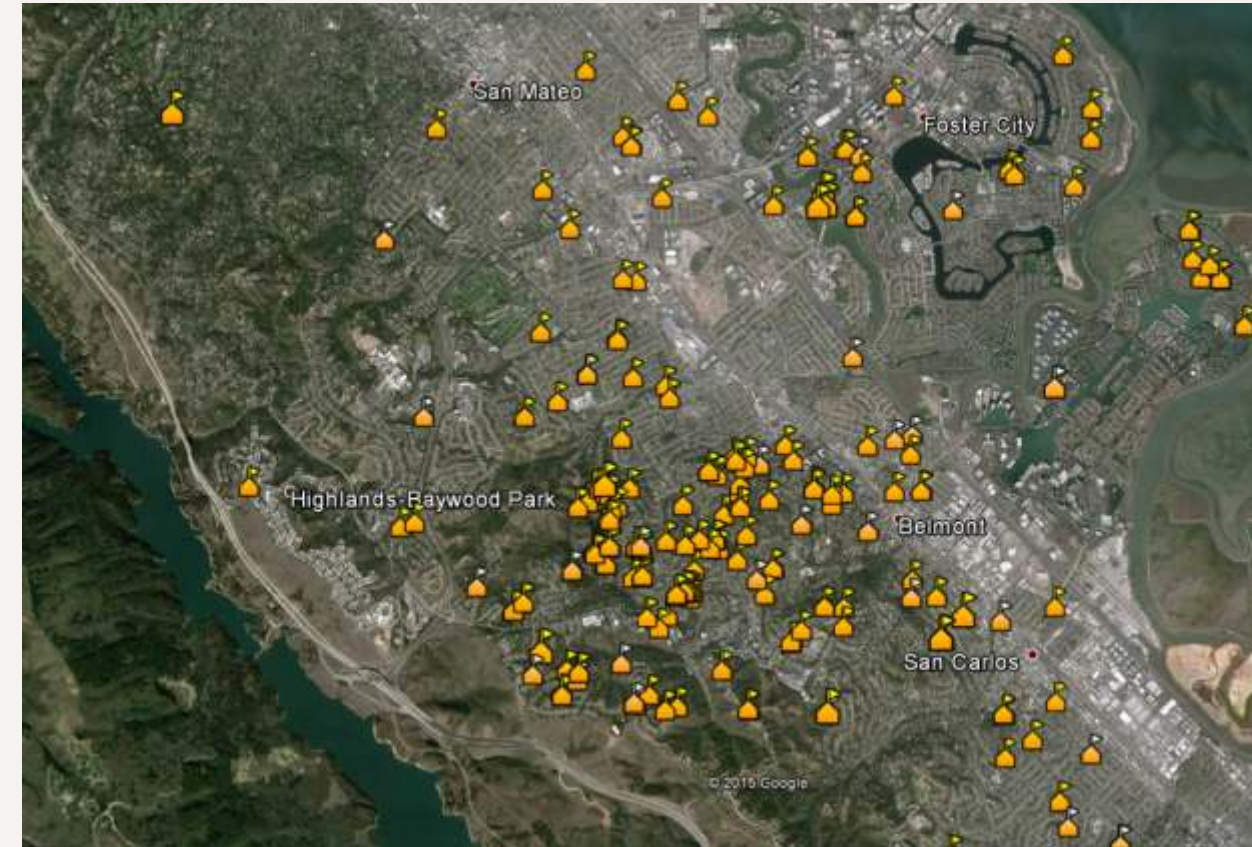 San Mateo
Foster City
Highlands-Baywood Park
Belmont
San Carlos
© 2015 Google